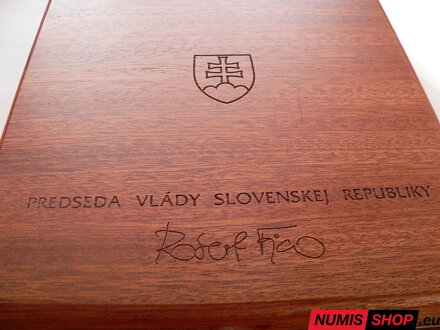 PREDSEDA VLÁDY SLOVENSKEJ REPUBLIKY
Robert Fico
NUMIS SHOP.eu